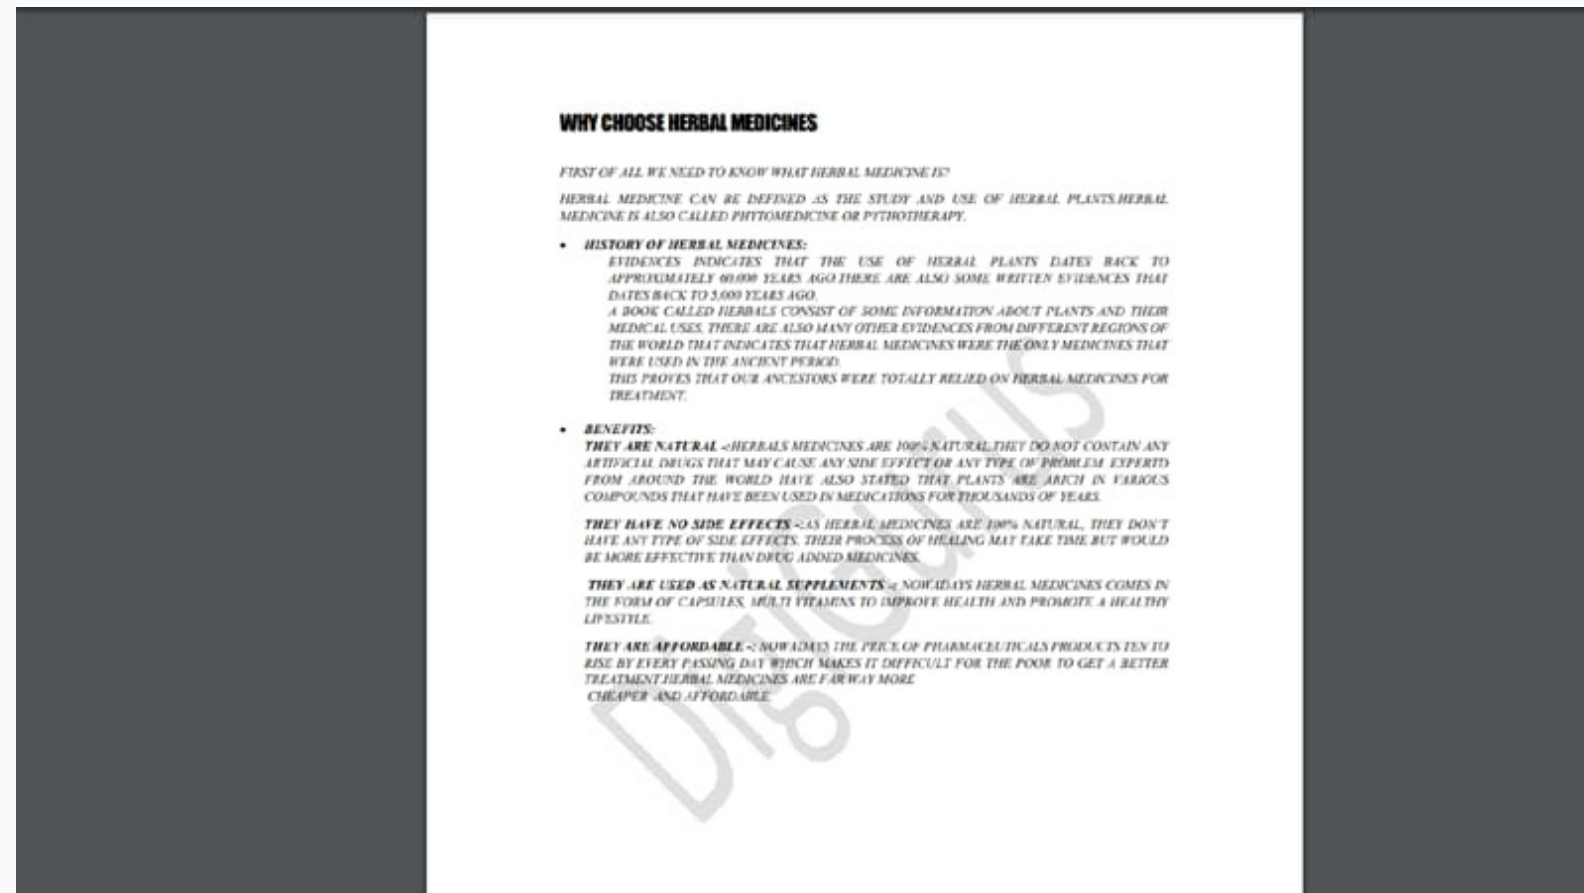 WHY CHOOSE HERBAL MEDICINES
FIRST OF ALL WE NEED TO KNOW WHAT HERBAL MEDICINE IS?
HERBAL MEDICINE CAN BE DEFINED AS THE STUDY AND USE OF HERBAL PLANTS.HERBAL
MEDICINE IS ALSO CALLED PHYTOMEDICINE OR PYTHOTHERAPY.
• HISTORY OF HERBAL MEDICINES:
EVIDENCES INDICATES THAT THE USE OF HERBAL PLANTS DATES BACK TO
APPROXIMATELY 60,000 YEARS AGO.THERE ARE ALSO SOME WRITTEN EVIDENCES THAT
DATES BACK TO 5,000 YEARS AGO.
A BOOK CALLED HERBALS CONSIST OF SOME INFORMATION ABOUT PLANTS AND THEIR
MEDICAL USES. THERE ARE ALSO MANY OTHER EVIDENCES FROM DIFFERENT REGIONS OF
THE WORLD THAT INDICATES THAT HERBAL MEDICINES WERE THE ONLY MEDICINES THAT
WERE USED IN THE ANCIENT PERIOD.
THIS PROVES THAT OUR ANCESTORS WERE TOTALLY RELIED ON HERBAL MEDICINES FOR
TREATMENT.
• BENEFITS:
THEY ARE NATURAL -:HERBALS MEDICINES ARE 100% NATURAL.THEY DO NOT CONTAIN ANY
ARTIFICIAL DRUGS THAT MAY CAUSE ANY SIDE EFFECT OR ANY TYPE OF PROBLEM EXPERTD
FROM AROUND THE WORLD HAVE ALSO STATED THAT PLANTS ARE ARICH IN VARIOUS
COMPOUNDS THAT HAVE BEEN USED IN MEDICATIONS FOR THOUSANDS OF YEARS.
THEY HAVE NO SIDE EFFECTS -:AS HERBAL MEDICINES ARE 100% NATURAL, THEY DON'T
HAVE ANY TYPE OF SIDE EFFECTS. THEIR PROCESS OF HEALING MAY TAKE TIME BUT WOULD
BE MORE EFFECTIVE THAN DRUG ADDED MEDICINES.
THEY ARE USED AS NATURAL SUPPLEMENTS -: NOWADAYS HERBAL MEDICINES COMES IN
THE FORM OF CAPSULES, MULTI VITAMINS TO IMPROVE HEALTH AND PROMOTE A HEALTHY
LIFESTYLE.
THEY ARE AFFORDABLE -: NOWADAYS THE PRICE OF PHARMACEUTICALS PRODUCTS TEN TO
RISE BY EVERY PASSING DAY WHICH MAKES IT DIFFICULT FOR THE POOR TO GET A BETTER
TREATMENT.HERBAL MEDICINES ARE FAR WAY MORE
CHEAPER AND AFFORDABLE.
DigiGurus